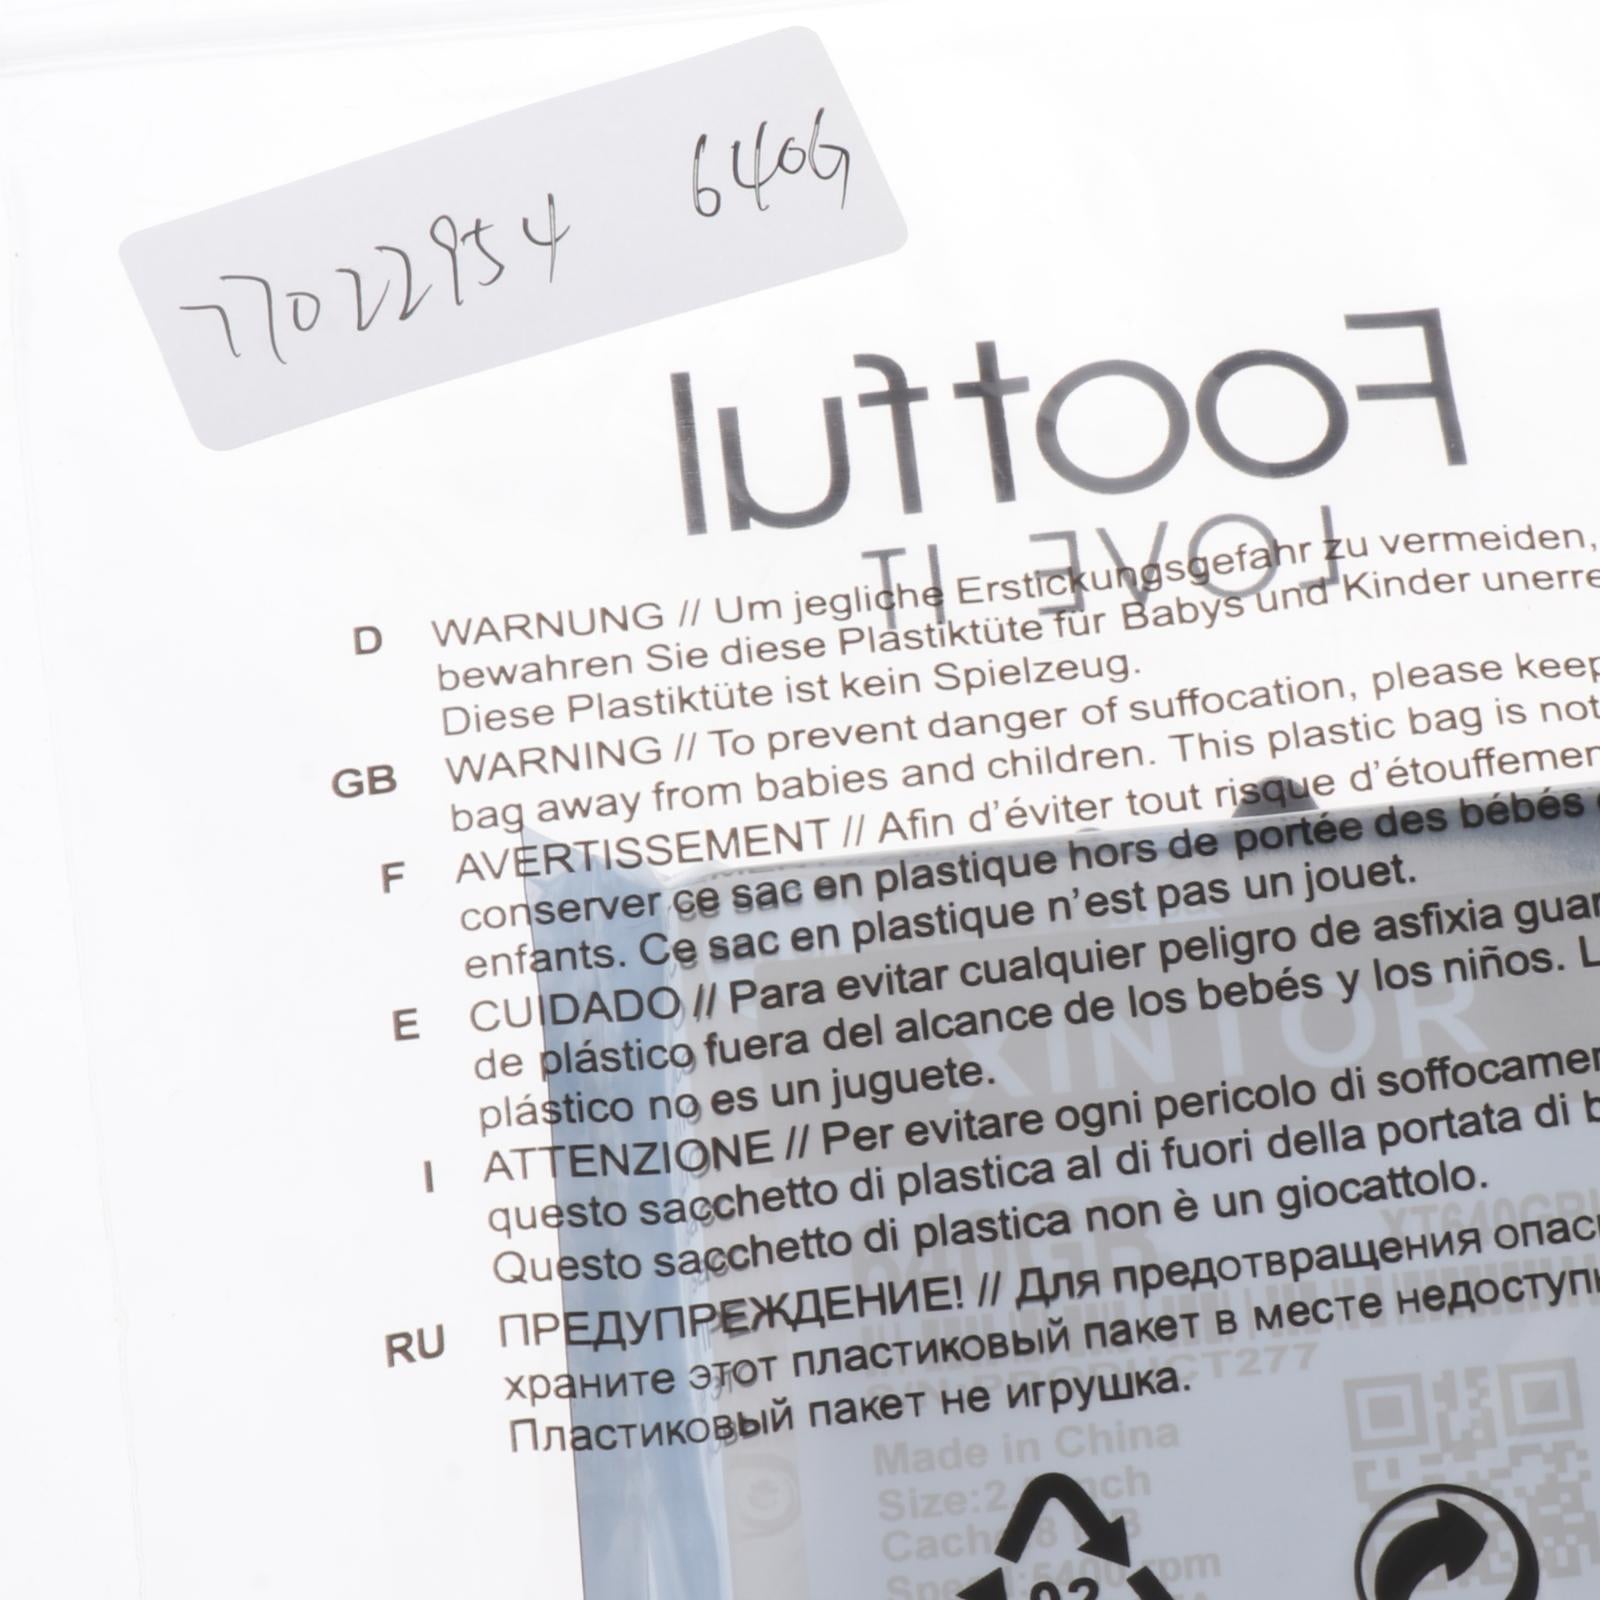 77022954 640G
Footful
LOVE IT
D WARNUNG // Um jegliche Erstickungsgefahr zu vermeiden,
bewahren Sie diese Plastiktüte für Babys und Kinder
Diese Plastiktüte ist kein Spielzeug.
GB WARNING // To prevent danger of suffocation, please keep
bag away from babies and children. This plastic bag is not
F AVERTISSEMENT // Afin d'éviter tout risque
conserver ce sac en plastique hors de portée des bébés
enfants. Ce sac en plastique n'est pas un jouet.
E CUIDADO // Para evitar cualquier peligro de asfixia
de plástico fuera del alcance de los bebés y los niños.
plástico no es un juguete.
I ATTENZIONE // Per evitare ogni pericolo di
questo sacchetto di plastica al di fuori della portata di
Questo sacchetto di plastica non è un giocattolo.
RU ПРЕДУПРЕЖДЕНИЕ! // Для предотвращения
храните этот пластиковый пакет в месте
Пластиковый пакет не игрушка.
XINTOR
640GB
Made in China
02